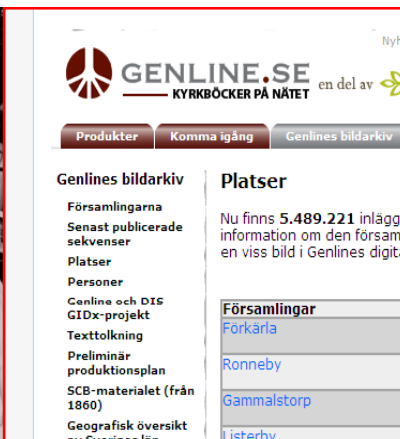 Nyh
GENLINE.SE
KYRKBÖCKER PÅ NÄTET
en del av
Produkter
Komma igång
Genlines bildarkiv
Genlines bildarkiv
Församlingarna
Senast publicerade
sekvenser
Platser
Personer
Genline och DIS
GIDx-projekt
Texttolkning
Preliminär
produktionsplan
SCB-materialet (från
1860)
Geografisk översikt
av Sveriges län
Platser
Nu finns 5.489.221 inlägg
information om den församl
en viss bild i Genlines digita
Församlingar
Förkärla
Ronneby
Gammalstorp
Listerby